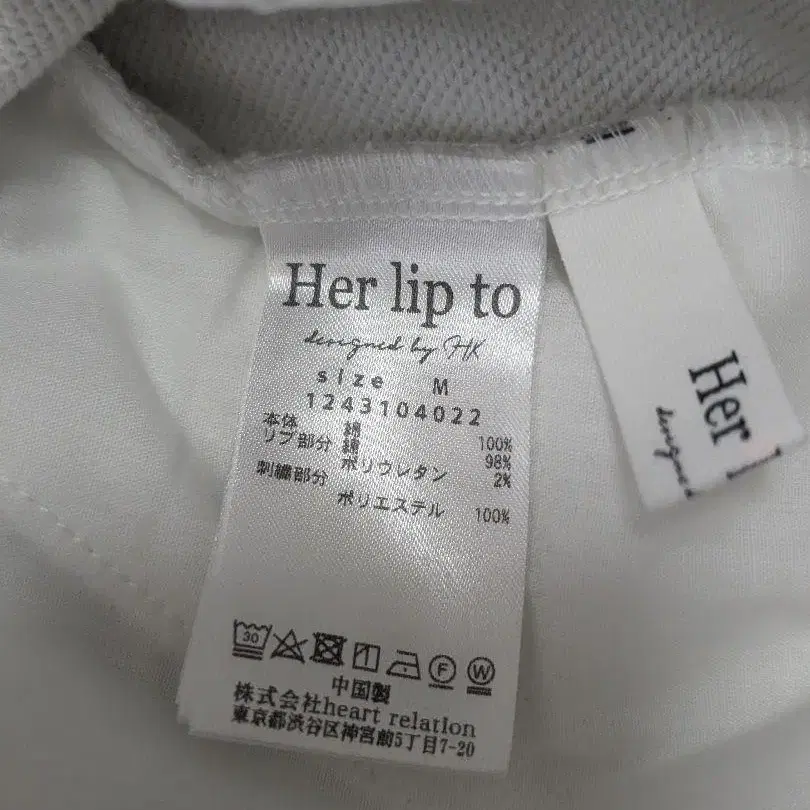 Her lip to
designed by HK
size M
1243104022
本体 綿 100%
リブ部分 綿 98%
ポリウレタン 2%
刺繍部分
ポリエステル 100%
30
F
W
中国製
株式会社heart relation
東京都渋谷区神宮前5丁目7-20
Her l
designed